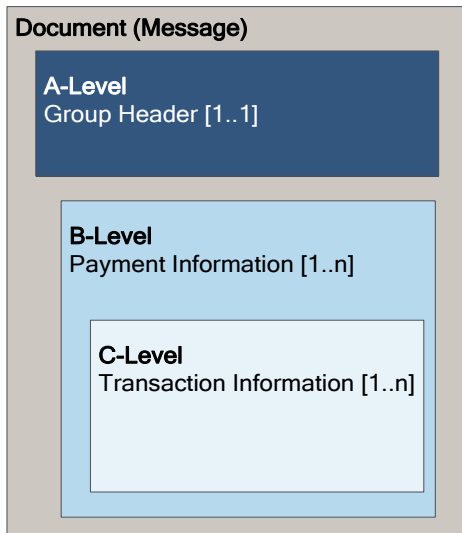 Document (Message)
A-Level
Group Header [1..1]
B-Level
Payment Information [1..n]
C-Level
Transaction Information [1..n]